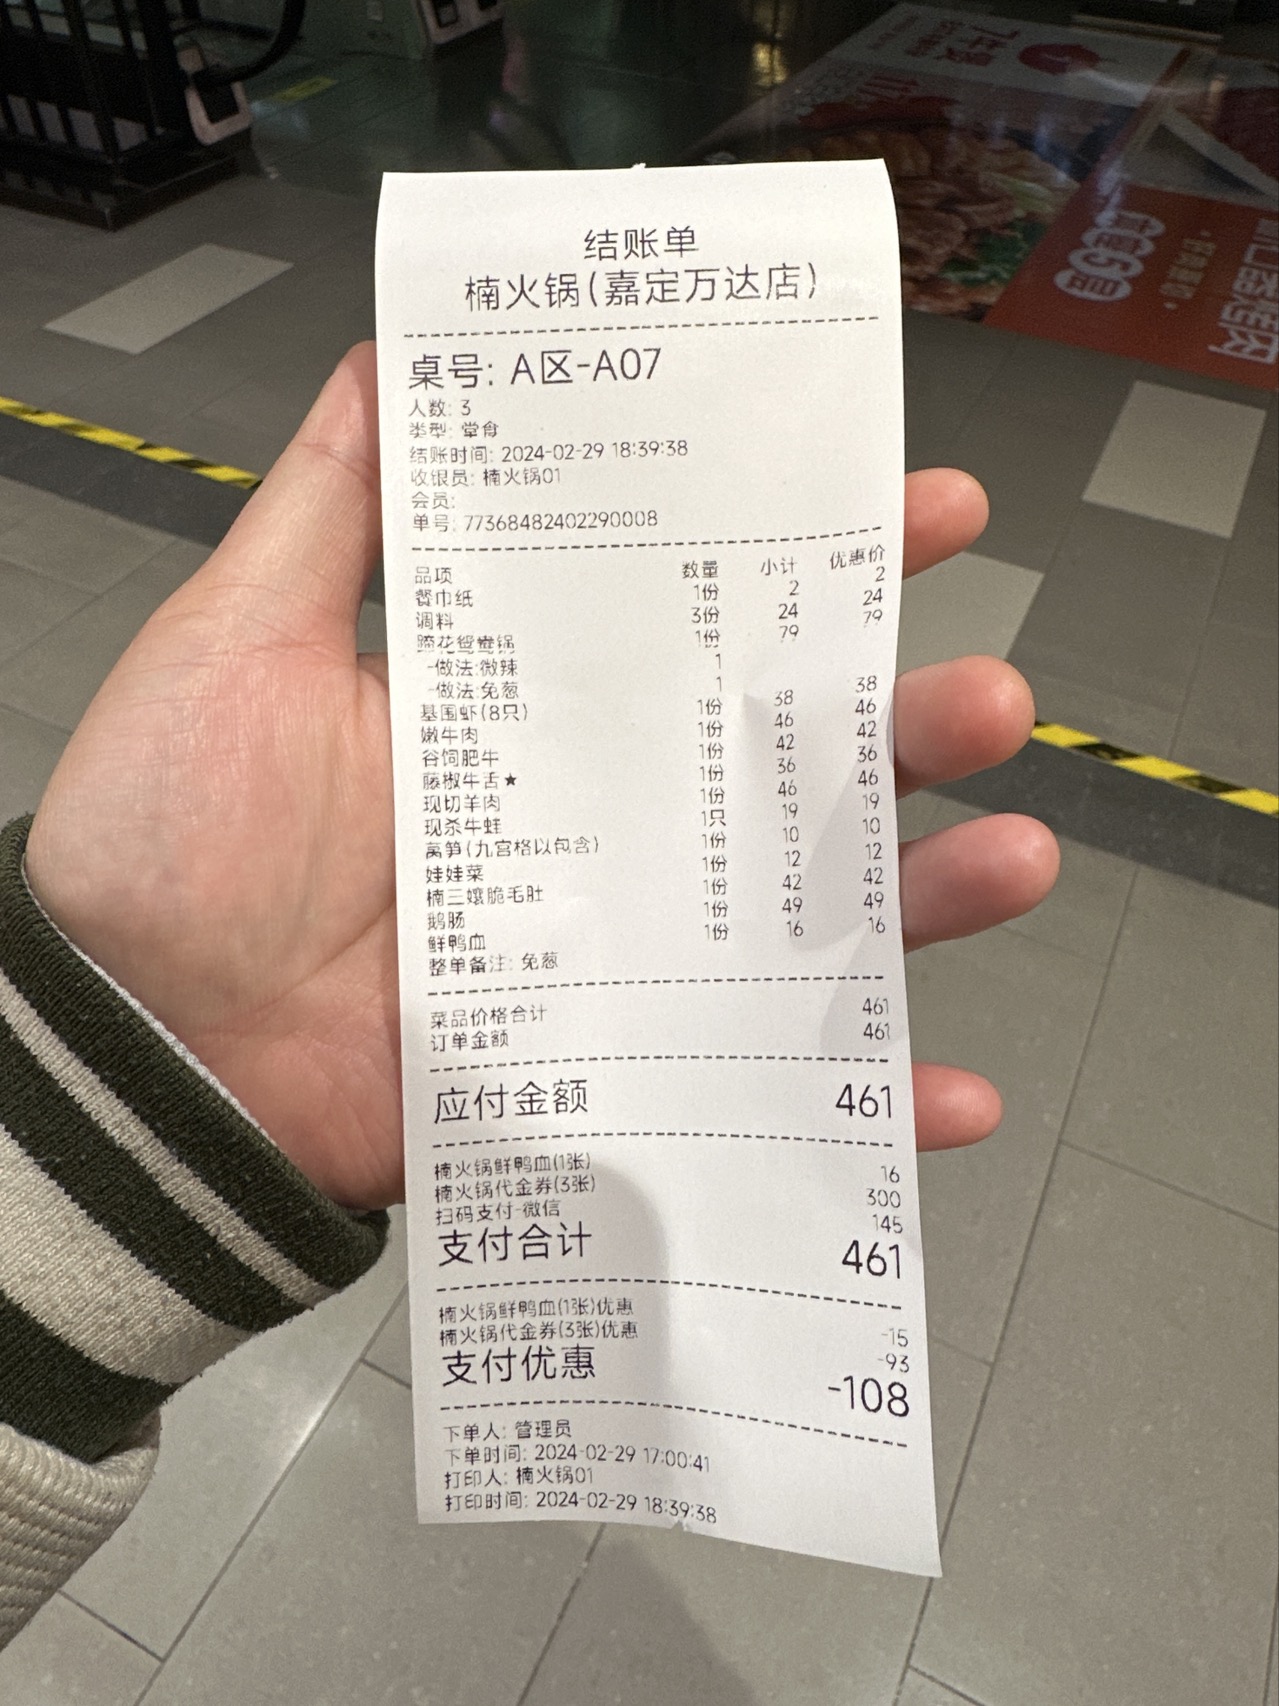 结账单
楠火锅(嘉定万达店)
桌号: A区-A07
人数: 3
类型: 堂食
结账时间: 2024-02-29 18:39:38
收银员: 楠火锅01
会员:
单号: 77368482402290008
品项 数量 小计 优惠价
餐巾纸 1份 2 2
调料 3份 24 24
蹄花鸳鸯锅 1份 79 79
-做法:微辣 1
-做法:免葱 1
基围虾(8只) 1份 38 38
嫩牛肉 1份 46 46
谷饲肥牛 1份 42 42
藤椒牛舌★ 1份 36 36
现切羊肉 1份 46 46
现杀牛蛙 1只 19 19
莴笋(九宫格以包含) 1份 10 10
娃娃菜 1份 12 12
楠三孃脆毛肚 1份 42 42
鹅肠 1份 49 49
鲜鸭血 1份 16 16
整单备注: 免葱
菜品价格合计 461
订单金额 461
应付金额 461
楠火锅鲜鸭血(1张) 16
楠火锅代金券(3张) 300
扫码支付-微信 145
支付合计 461
楠火锅鲜鸭血(1张)优惠 -15
楠火锅代金券(3张)优惠 -93
支付优惠 -108
下单人: 管理员
下单时间: 2024-02-29 17:00:41
打印人: 楠火锅01
打印时间: 2024-02-29 18:39:38